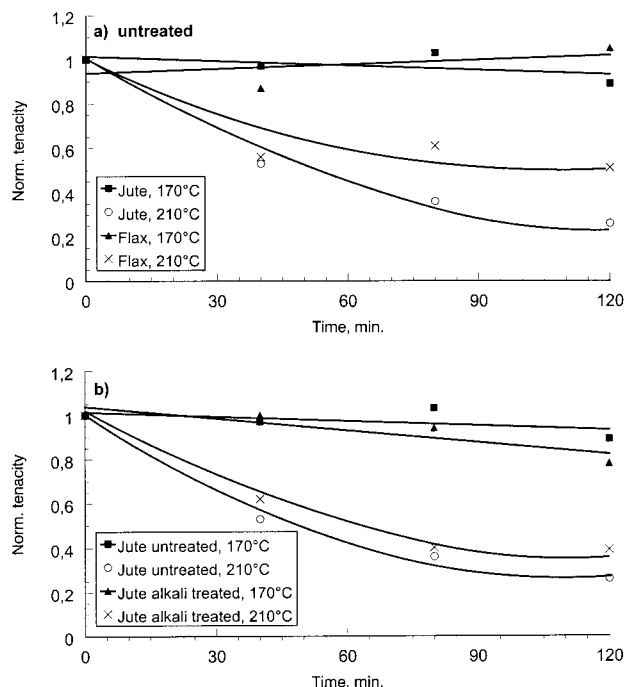 1,2
a) untreated
1
0,8
Norm. tenacity
0,6
0,4
0,2
0
Jute, 170°C
Jute, 210°C
Flax, 170°C
Flax, 210°C
0 30 60 90 120
Time, min.
1,2
b)
1
0,8
Norm. tenacity
0,6
0,4
0,2
0
Jute untreated, 170°C
Jute untreated, 210°C
Jute alkali treated, 170°C
Jute alkali treated, 210°C
0 30 60 90 120
Time, min.